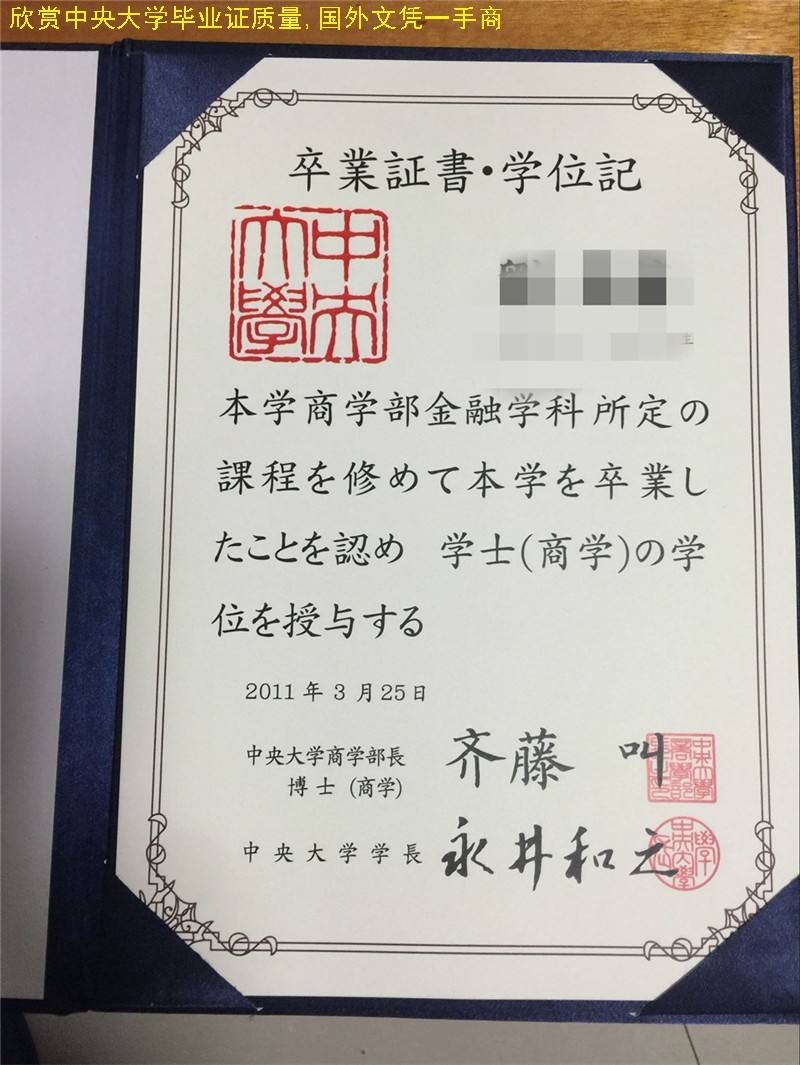 欣赏中央大学毕业证质量,国外文凭一手商
卒業証書・学位記
中央
大學
本学商学部金融学科所定の
課程を修めて本学を卒業し
たことを認め 学士(商学)の学
位を授与する
2011年3月25日
中央大学商学部長 齐藤 叫
博士(商学)
中央大学学長 永井和之